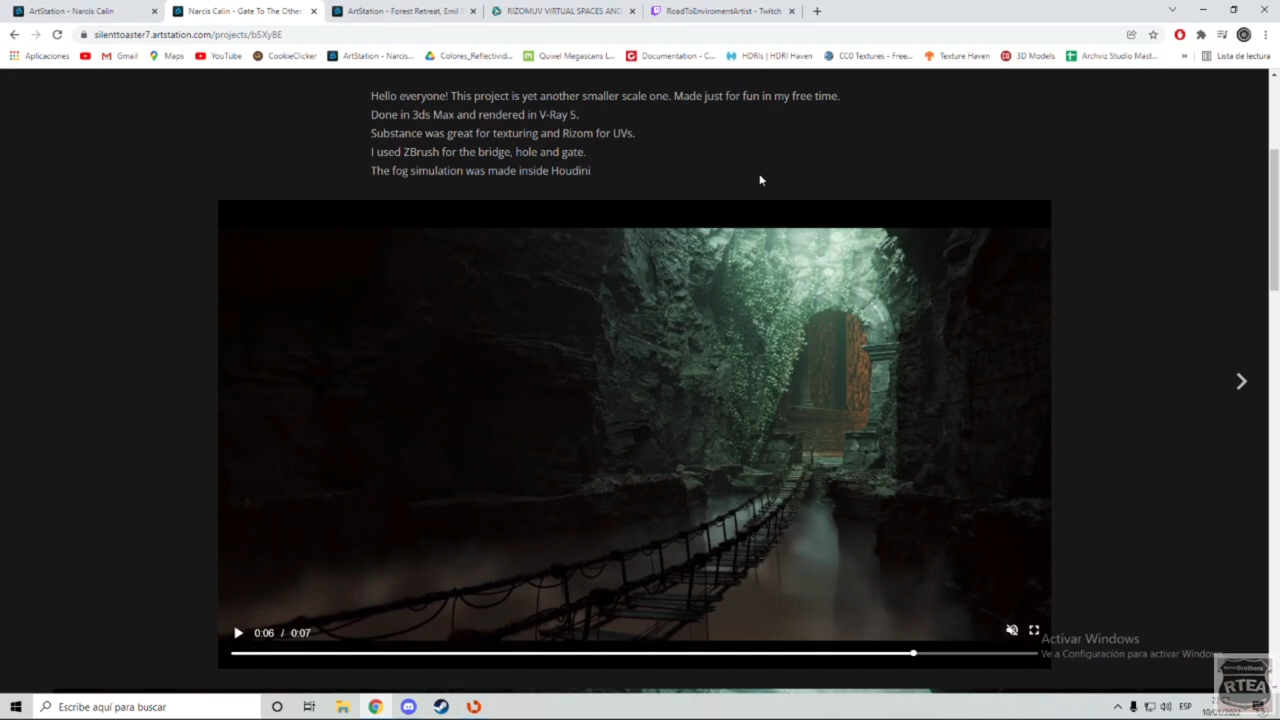 ArtStation - Narcis Calin
Narcis Calin - Gate To The Other
ArtStation - Forest Retreat, Emil
RIZOMUV VIRTUAL SPACES AND
RoadToEnviromentArtist - Twitch
silenttoaster7.artstation.com/projects/b5XyBE
Aplicaciones
YouTube
Gmail
Maps
CookieClicker
ArtStation - Narcis...
Colores_Reflectivid...
Quixel Megascans L...
Documentation - C...
HDRIs | HDRI Haven
CC0 Textures - Free...
Texture Haven
3D Models
Archviz Studio Mast...
»
Lista de lectura
Hello everyone! This project is yet another smaller scale one. Made just for fun in my free time.
Done in 3ds Max and rendered in V-Ray 5.
Substance was great for texturing and Rizom for UVs.
I used ZBrush for the bridge, hole and gate.
The fog simulation was made inside Houdini
0:06 / 0:07
Activar Windows
Ve a Configuración para activar Windows.
Brothers
RTEA
Escribe aquí para buscar
ESP
10/01/2022